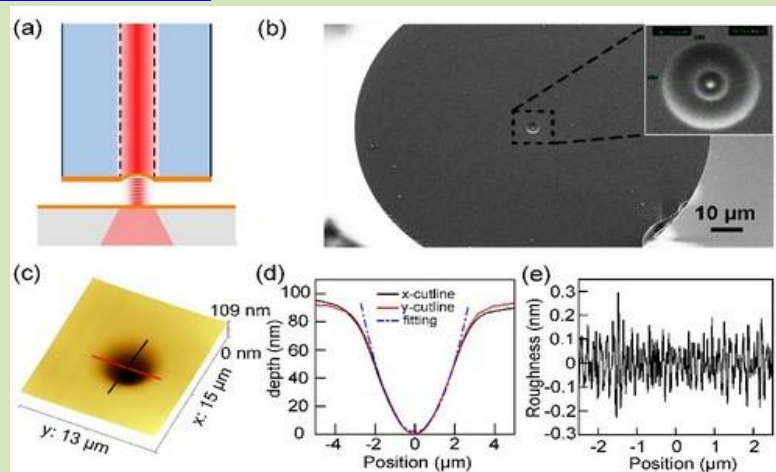 (a)
(b)
10 µm
(c)
109 nm
0 nm
x: 15 µm
y: 13 µm
(d)
100
80
60
40
20
0
depth (nm)
x-cutline
y-cutline
fitting
-4
-2
0
2
4
Position (µm)
(e)
0.3
0.2
0.1
0
-0.1
-0.2
-0.3
Roughness (nm)
-2
-1
0
1
2
Position (µm)